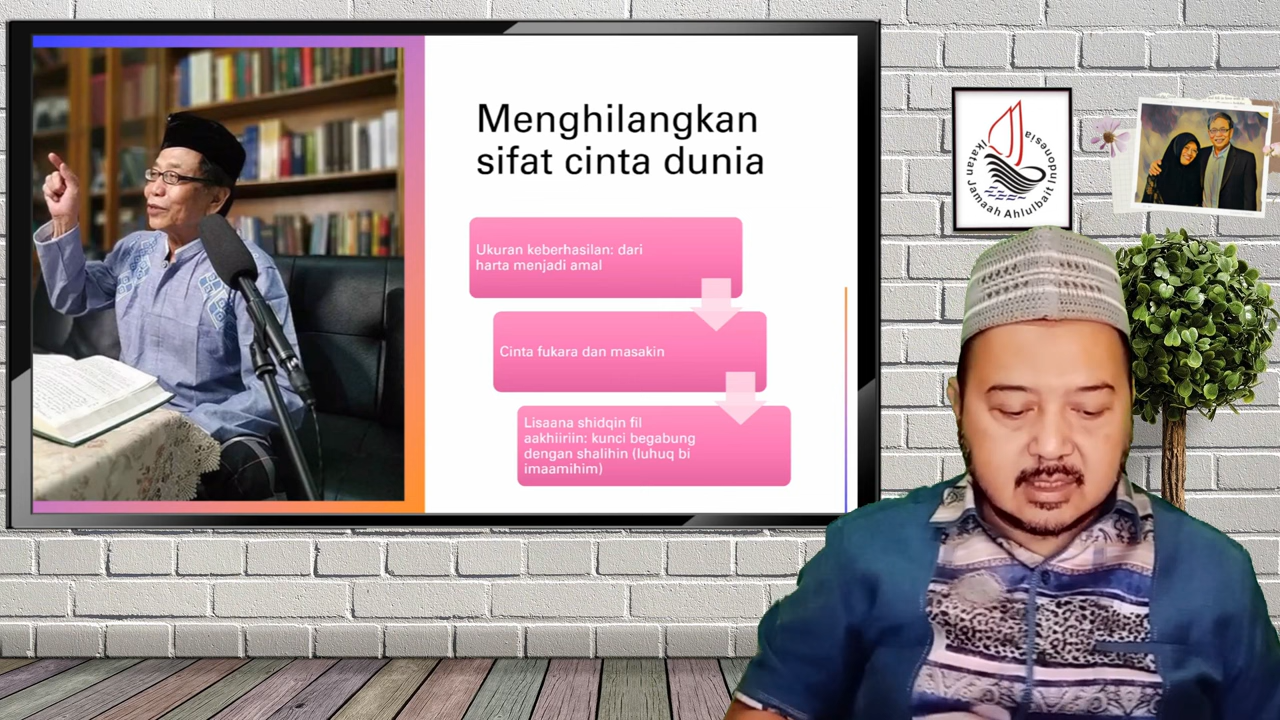 Menghilangkan
sifat cinta dunia
Ukuran keberhasilan: dari
harta menjadi amal
Cinta fukara dan masakin
Lisaana shidqin fil
aakhiiriin: kunci begabung
dengan shalihin (luhuq bi
imaamihim)
Ikatan Jamaah Ahlulbait Indonesia